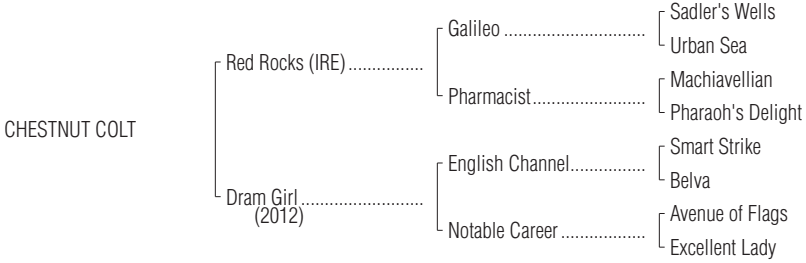 Sadler's Wells
Galileo ..............................
Urban Sea
Red Rocks (IRE)................
Machiavellian
Pharmacist........................
Pharaoh's Delight
CHESTNUT COLT
Smart Strike
English Channel................
Belva
Dram Girl ..........................
(2012)
Avenue of Flags
Notable Career ..................
Excellent Lady